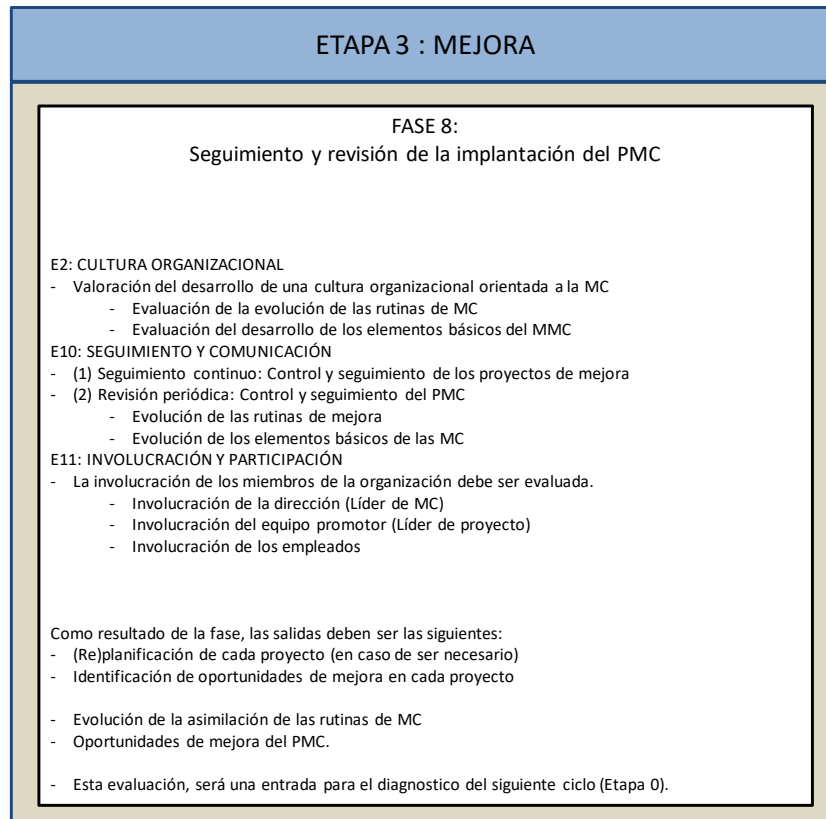 ETAPA 3 : MEJORA
FASE 8:
Seguimiento y revisión de la implantación del PMC
E2: CULTURA ORGANIZACIONAL
- Valoración del desarrollo de una cultura organizacional orientada a la MC
- Evaluación de la evolución de las rutinas de MC
- Evaluación del desarrollo de los elementos básicos del MMC
E10: SEGUIMIENTO Y COMUNICACIÓN
- (1) Seguimiento continuo: Control y seguimiento de los proyectos de mejora
- (2) Revisión periódica: Control y seguimiento del PMC
- Evolución de las rutinas de mejora
- Evolución de los elementos básicos de las MC
E11: INVOLUCRACIÓN Y PARTICIPACIÓN
- La involucración de los miembros de la organización debe ser evaluada.
- Involucración de la dirección (Líder de MC)
- Involucración del equipo promotor (Líder de proyecto)
- Involucración de los empleados
Como resultado de la fase, las salidas deben ser las siguientes:
- (Re)planificación de cada proyecto (en caso de ser necesario)
- Identificación de oportunidades de mejora en cada proyecto
- Evolución de la asimilación de las rutinas de MC
- Oportunidades de mejora del PMC.
- Esta evaluación, será una entrada para el diagnostico del siguiente ciclo (Etapa 0).